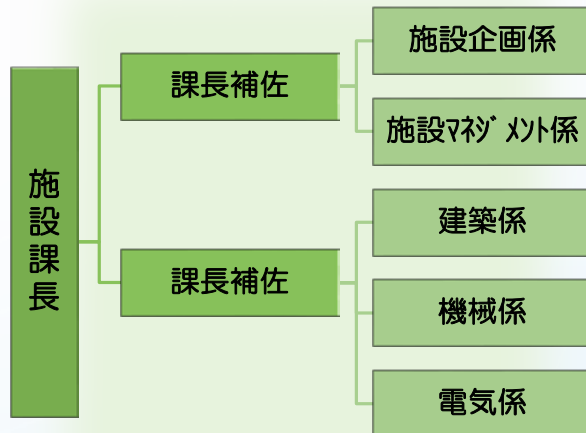 施設課長
課長補佐
施設企画係
施設ﾏﾈｼﾞﾒﾝﾄ係
課長補佐
建築係
機械係
電気係